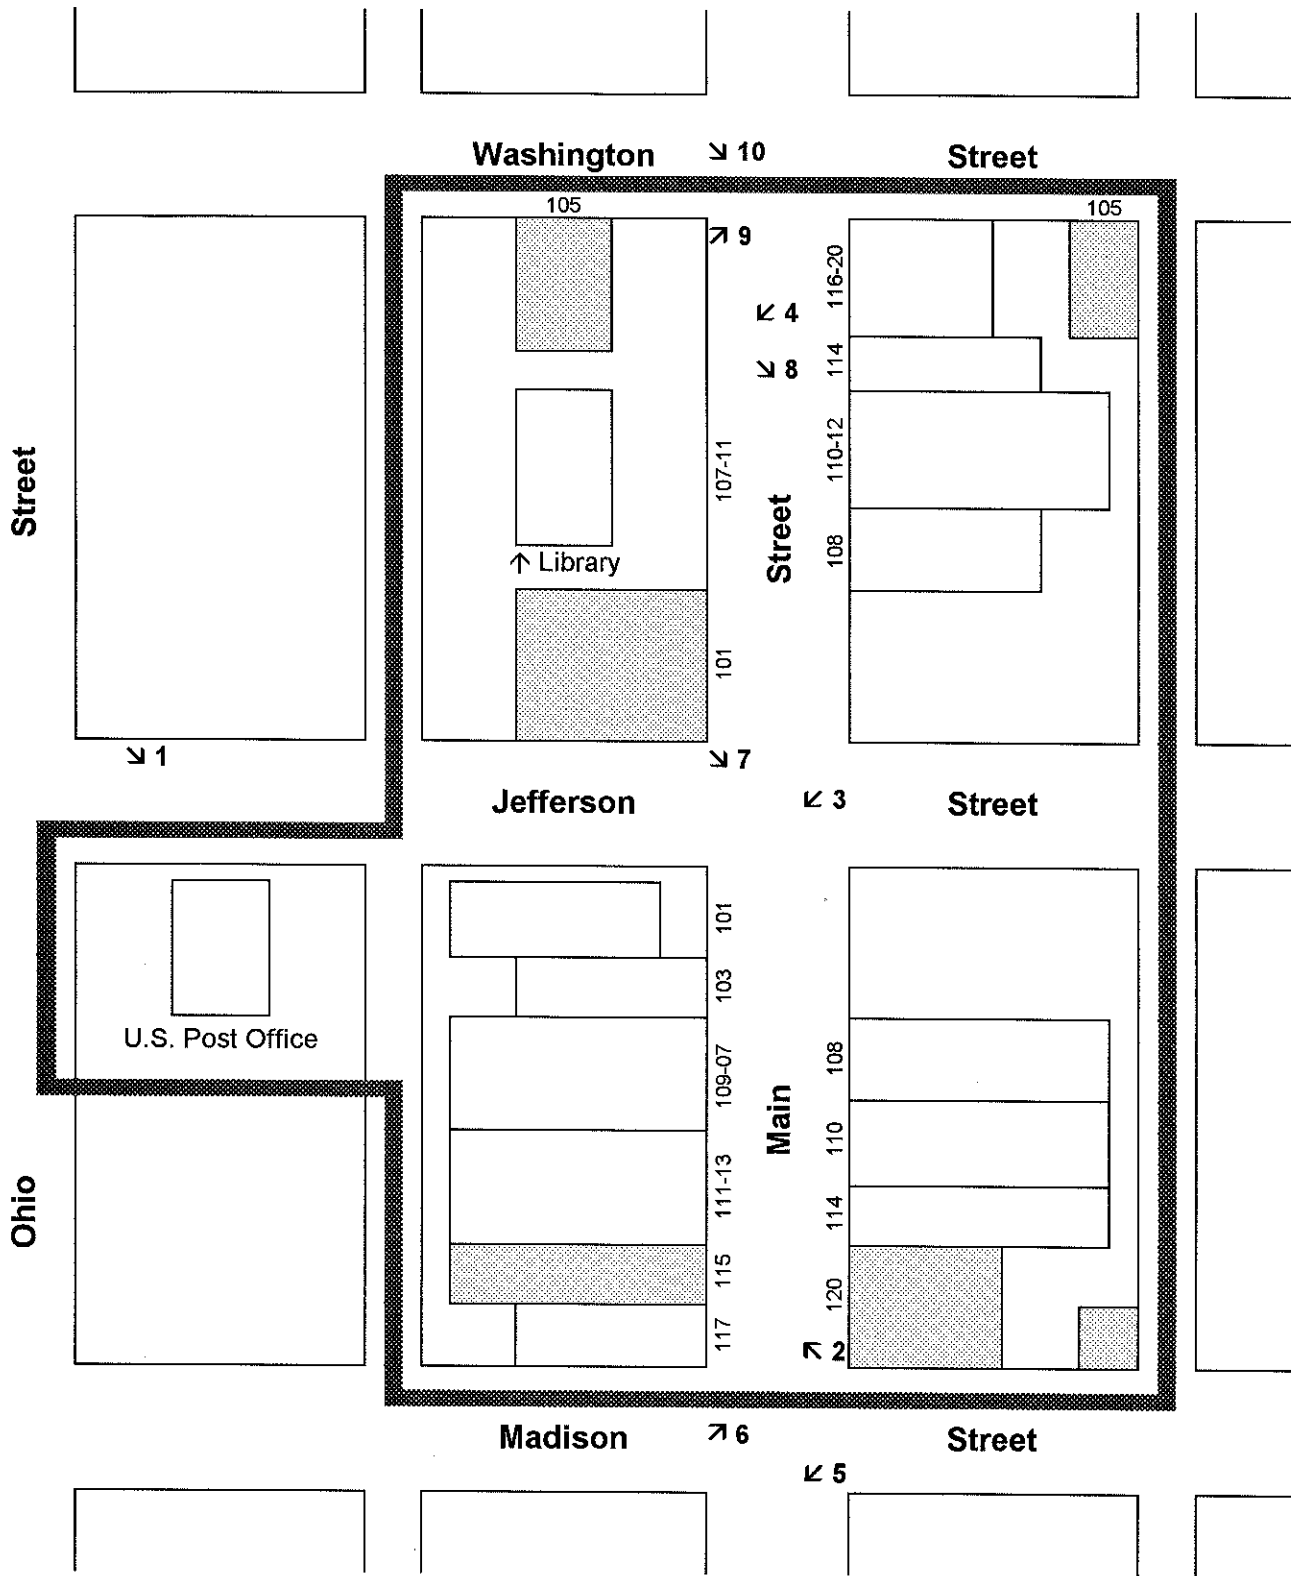 Washington ↘ 10 Street
105 105
↗ 9
116-20
↙ 4
114
↙ 8
110-12
107-11
Street
Street
108
↑ Library
101
↘ 1
↘ 7
Jefferson ↙ 3 Street
101
103
U.S. Post Office
109-07
108
Main
110
111-13
114
Ohio
115
120
117
↖ 2
Madison ↗ 6 Street
↙ 5